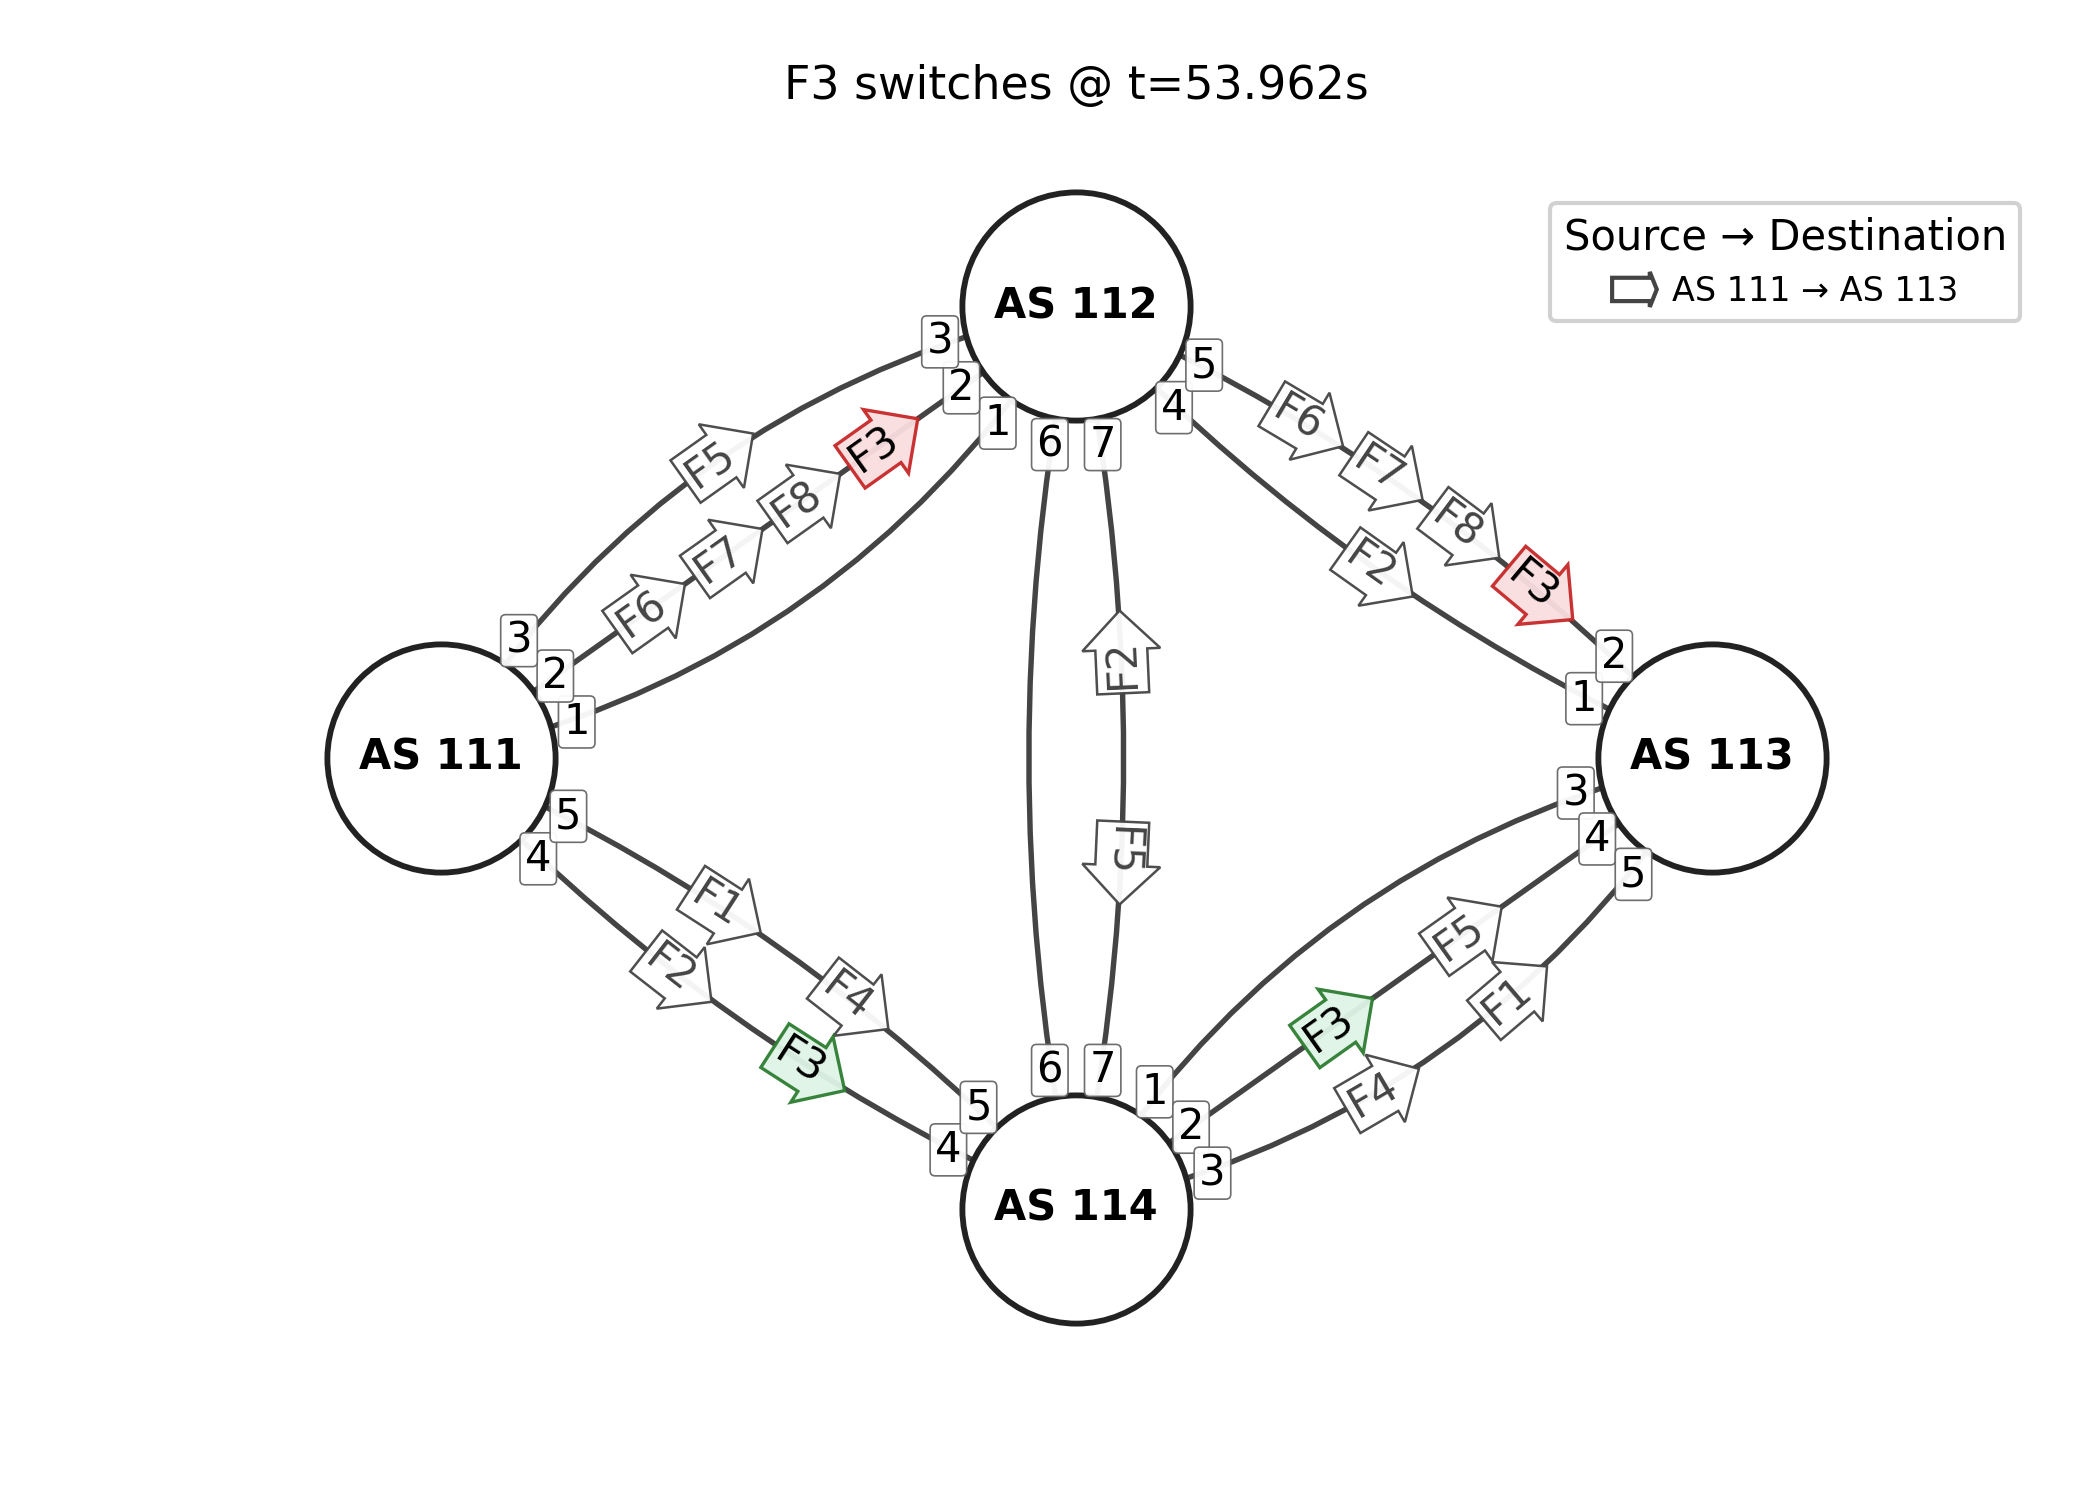 F3 switches @ t=53.962s
Source → Destination
AS 111 → AS 113
AS 112
3
2
1
6
7
4
5
F5
F6
F7
F8
F3
F6
F7
F8
F3
F2
3
2
1
AS 111
5
4
F2
F5
2
1
AS 113
3
4
5
F1
F2
F4
F3
F5
F1
F3
F4
5
4
6
7
1
2
3
AS 114